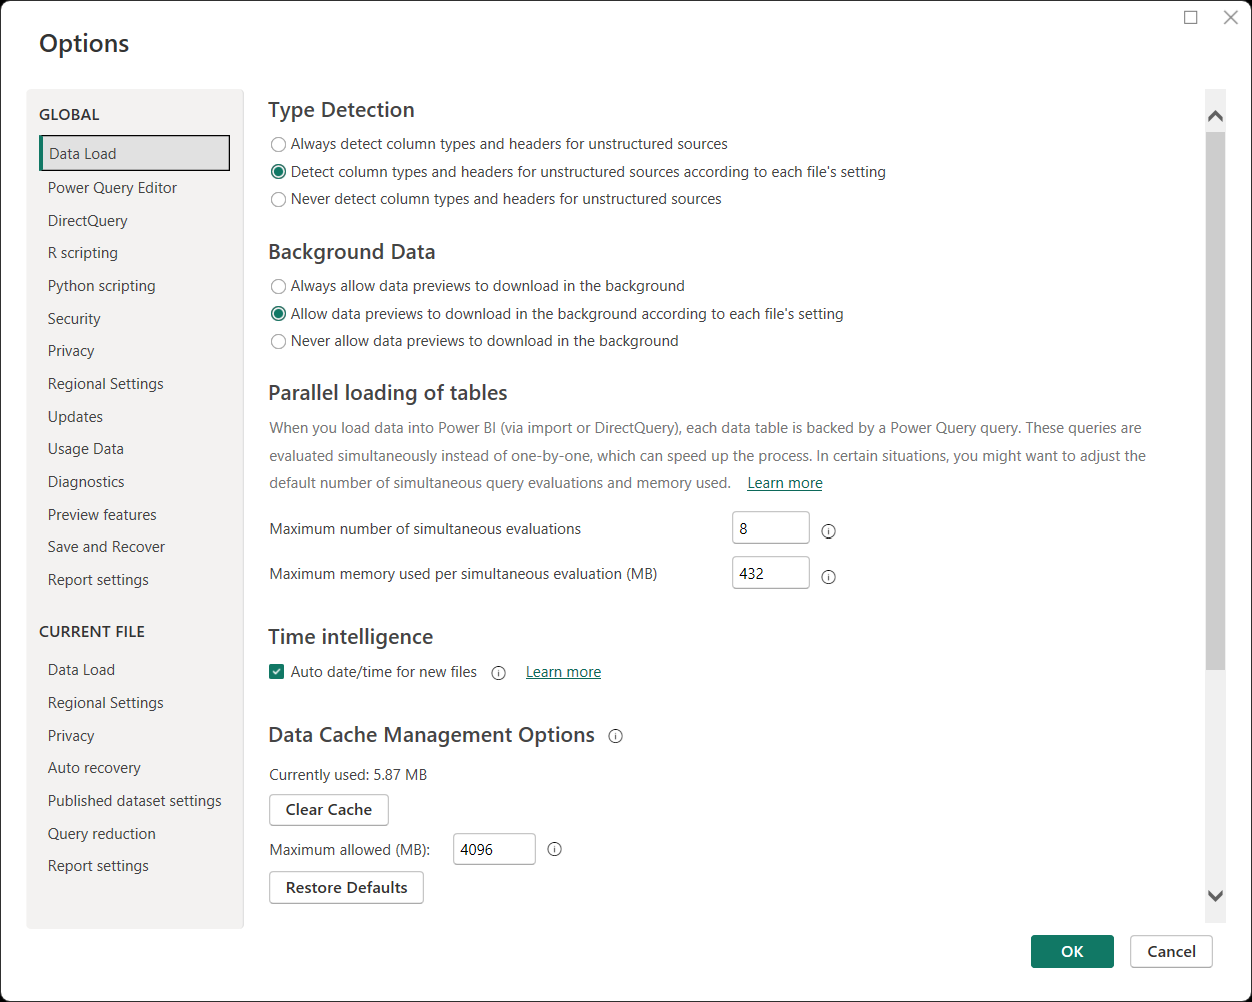 Options
GLOBAL
Data Load
Power Query Editor
DirectQuery
R scripting
Python scripting
Security
Privacy
Regional Settings
Updates
Usage Data
Diagnostics
Preview features
Save and Recover
Report settings
CURRENT FILE
Data Load
Regional Settings
Privacy
Auto recovery
Published dataset settings
Query reduction
Report settings
Type Detection
Always detect column types and headers for unstructured sources
Detect column types and headers for unstructured sources according to each file's setting
Never detect column types and headers for unstructured sources
Background Data
Always allow data previews to download in the background
Allow data previews to download in the background according to each file's setting
Never allow data previews to download in the background
Parallel loading of tables
When you load data into Power BI (via import or DirectQuery), each data table is backed by a Power Query query. These queries are
evaluated simultaneously instead of one-by-one, which can speed up the process. In certain situations, you might want to adjust the
default number of simultaneous query evaluations and memory used. Learn more
Maximum number of simultaneous evaluations 8
Maximum memory used per simultaneous evaluation (MB) 432
Time intelligence
Auto date/time for new files Learn more
Data Cache Management Options
Currently used: 5.87 MB
Clear Cache
Maximum allowed (MB): 4096
Restore Defaults
OK Cancel